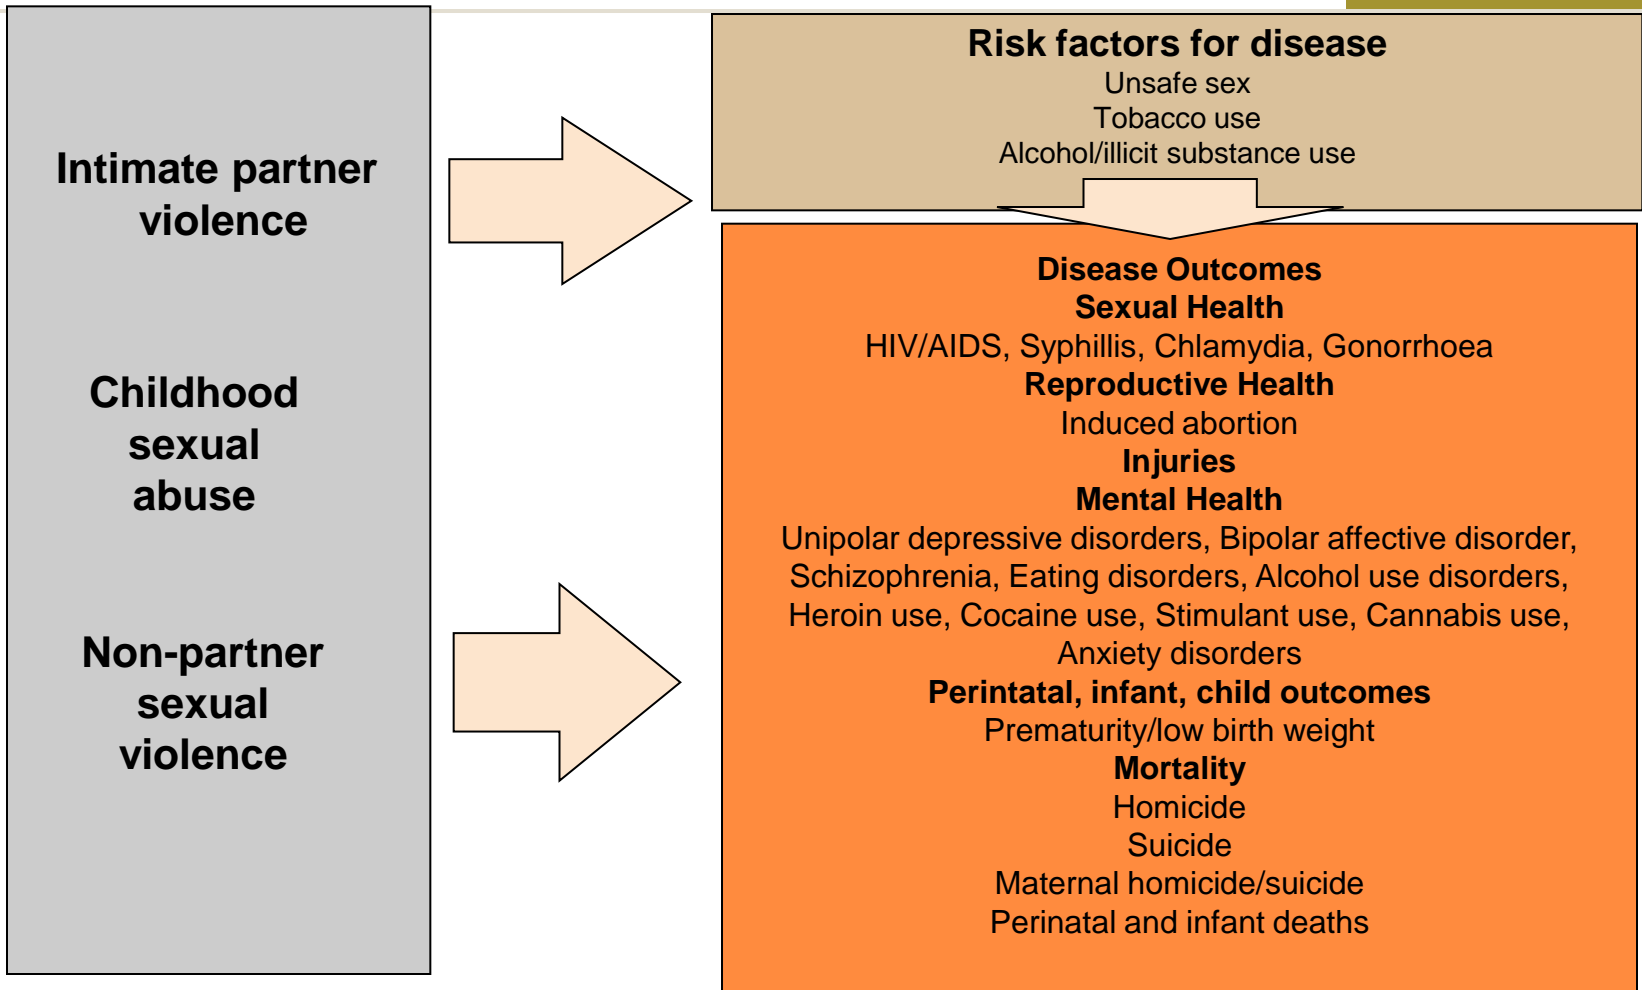 Intimate partner
violence
Childhood
sexual
abuse
Non-partner
sexual
violence
Risk factors for disease
Unsafe sex
Tobacco use
Alcohol/illicit substance use
Disease Outcomes
Sexual Health
HIV/AIDS, Syphillis, Chlamydia, Gonorrhoea
Reproductive Health
Induced abortion
Injuries
Mental Health
Unipolar depressive disorders, Bipolar affective disorder,
Schizophrenia, Eating disorders, Alcohol use disorders,
Heroin use, Cocaine use, Stimulant use, Cannabis use,
Anxiety disorders
Perintatal, infant, child outcomes
Prematurity/low birth weight
Mortality
Homicide
Suicide
Maternal homicide/suicide
Perinatal and infant deaths